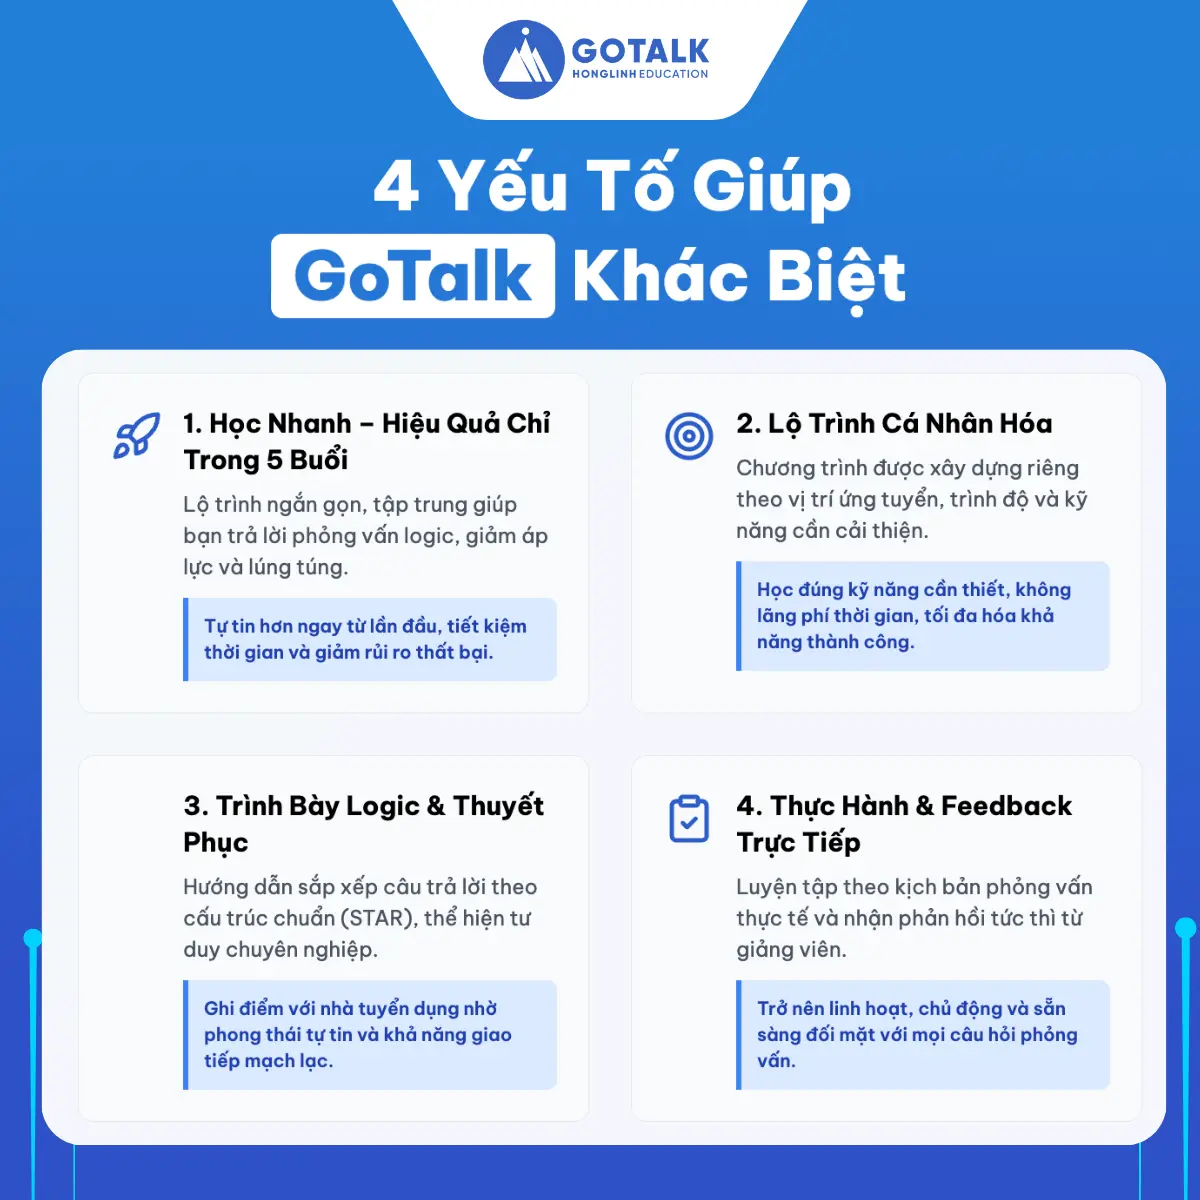 GOTALK
HONGLINH EDUCATION
4 Yếu Tố Giúp
GoTalk Khác Biệt
1. Học Nhanh – Hiệu Quả Chỉ
Trong 5 Buổi
Lộ trình ngắn gọn, tập trung giúp
bạn trả lời phỏng vấn logic, giảm áp
lực và lúng túng.
Tự tin hơn ngay từ lần đầu, tiết kiệm
thời gian và giảm rủi ro thất bại.
2. Lộ Trình Cá Nhân Hóa
Chương trình được xây dựng riêng
theo vị trí ứng tuyển, trình độ và kỹ
năng cần cải thiện.
Học đúng kỹ năng cần thiết, không
lãng phí thời gian, tối đa hóa khả
năng thành công.
3. Trình Bày Logic & Thuyết
Phục
Hướng dẫn sắp xếp câu trả lời theo
cấu trúc chuẩn (STAR), thể hiện tư
duy chuyên nghiệp.
Ghi điểm với nhà tuyển dụng nhờ
phong thái tự tin và khả năng giao
tiếp mạch lạc.
4. Thực Hành & Feedback
Trực Tiếp
Luyện tập theo kịch bản phỏng vấn
thực tế và nhận phản hồi tức thì từ
giảng viên.
Trở nên linh hoạt, chủ động và sẵn
sàng đối mặt với mọi câu hỏi phỏng
vấn.